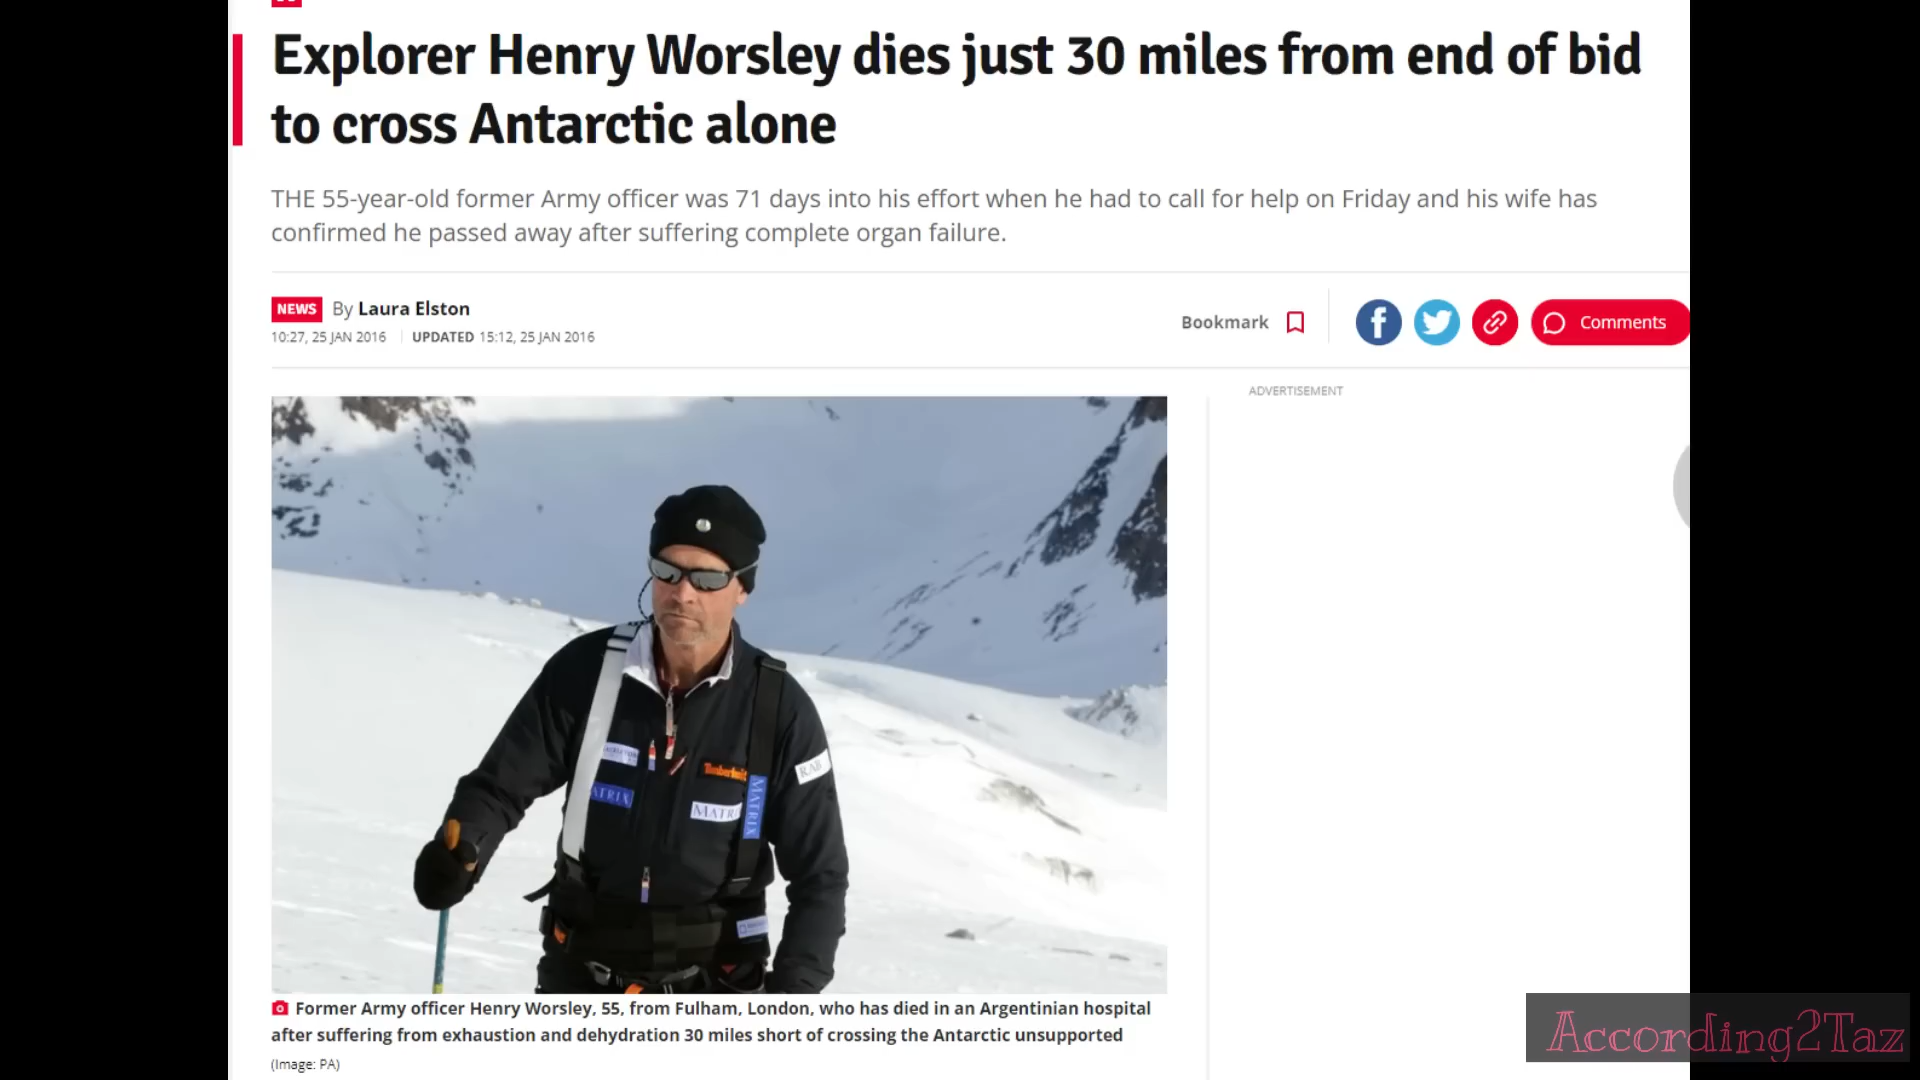 Explorer Henry Worsley dies just 30 miles from end of bid
to cross Antarctic alone
THE 55-year-old former Army officer was 71 days into his effort when he had to call for help on Friday and his wife has
confirmed he passed away after suffering complete organ failure.
NEWS By Laura Elston
10:27, 25 JAN 2016 UPDATED 15:12, 25 JAN 2016
Bookmark
Comments
ADVERTISEMENT
Timberland
RAB
MATRIX
Former Army officer Henry Worsley, 55, from Fulham, London, who has died in an Argentinian hospital
after suffering from exhaustion and dehydration 30 miles short of crossing the Antarctic unsupported
(Image: PA)
According2Taz